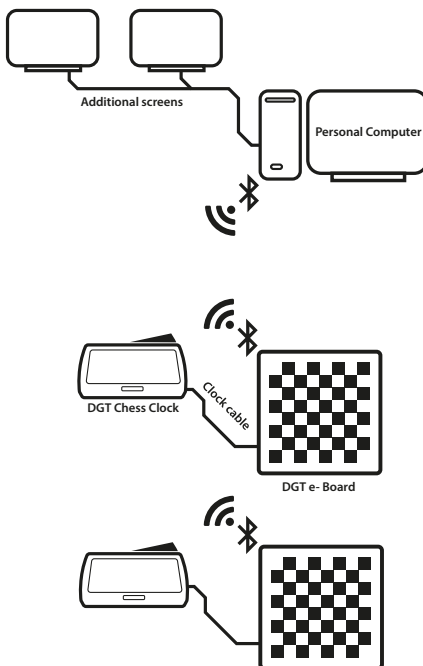 Additional screens
Personal Computer
DGT Chess Clock
Clock cable
DGT e- Board